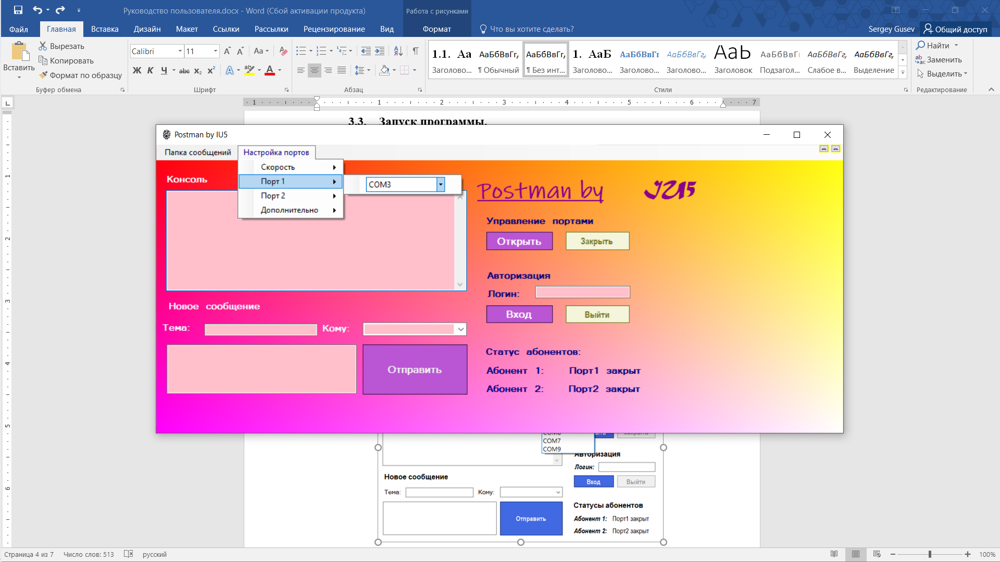 Руководство пользователя.docx - Word (Сбой активации продукта)
Работа с рисунками
Файл Главная Вставка Дизайн Макет Ссылки Рассылки Рецензирование Вид Формат Что вы хотите сделать? Sergey Gusev Общий доступ
Вставить
Вырезать
Копировать
Формат по образцу
Буфер обмена
Calibri 11
Aa
Ж К Ч abc x₂ x²
Шрифт
Абзац
1.1. Аа АаБбВвГг, АаБбВвГг, 1. АаБ АаБбВвГг АаБбВвГг, АаЬ АаБбВвГг АаБбВвГг, АаБбВвГг,
Заголово... ¶ Обычный ¶ Без инт... Заголово... Заголово... Заголово... Заголовок Подзагол... Слабое в... Выделение
Стили
Найти
Заменить
Выделить
Редактирование
1 1 2 3 4 5 6 7
3.3. Запуск программы.
Postman by IU5
Папка сообщений Настройка портов
Скорость
Порт 1
Порт 2
Дополнительно
COM3
Консоль
Postman by IU5
Управление портами
Открыть Закрыть
Авторизация
Логин:
Вход Выйти
Новое сообщение
Тема: Кому:
Отправить
Статус абонентов:
Абонент 1: Порт1 закрыт
Абонент 2: Порт2 закрыт
COM7
COM9
Авторизация
Логин:
Вход Выйти
Новое сообщение
Тема: Кому:
Отправить
Статусы абонентов
Абонент 1: Порт1 закрыт
Абонент 2: Порт2 закрыт
1
2
3
4
5
6
Страница 4 из 7 Число слов: 513 русский 100%